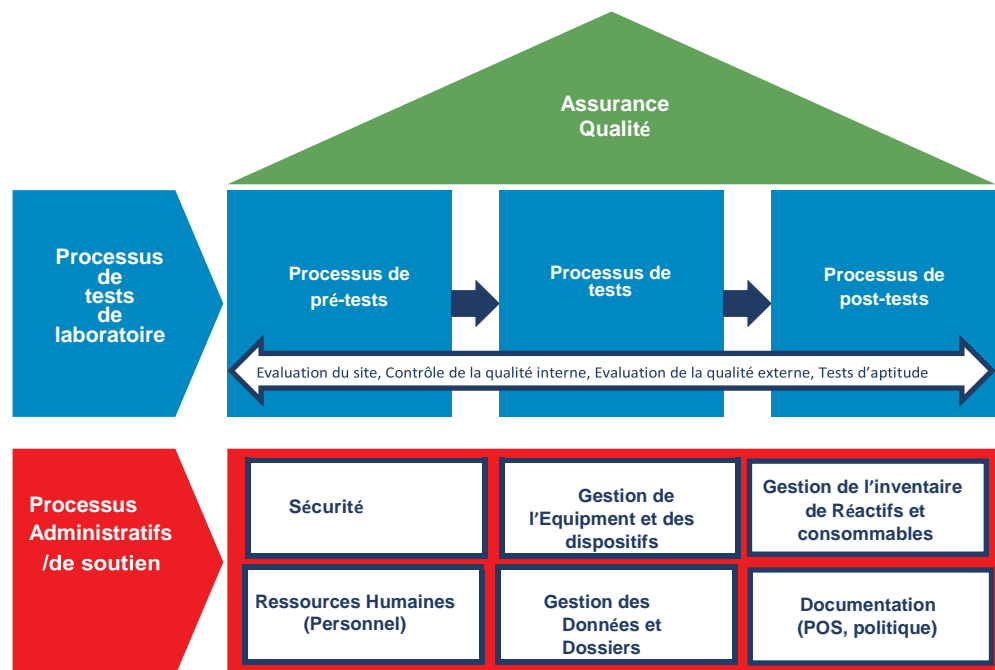 Assurance
Qualité
Processus
de
tests
de
laboratoire
Processus de
pré-tests
Processus de
tests
Processus de
post-tests
Evaluation du site, Contrôle de la qualité interne, Evaluation de la qualité externe, Tests d'aptitude
Processus
Administratifs
/de soutien
Sécurité
Gestion de
l'Equipment et des
dispositifs
Gestion de l'inventaire
de Réactifs et
consommables
Ressources Humaines
(Personnel)
Gestion des
Données et
Dossiers
Documentation
(POS, politique)